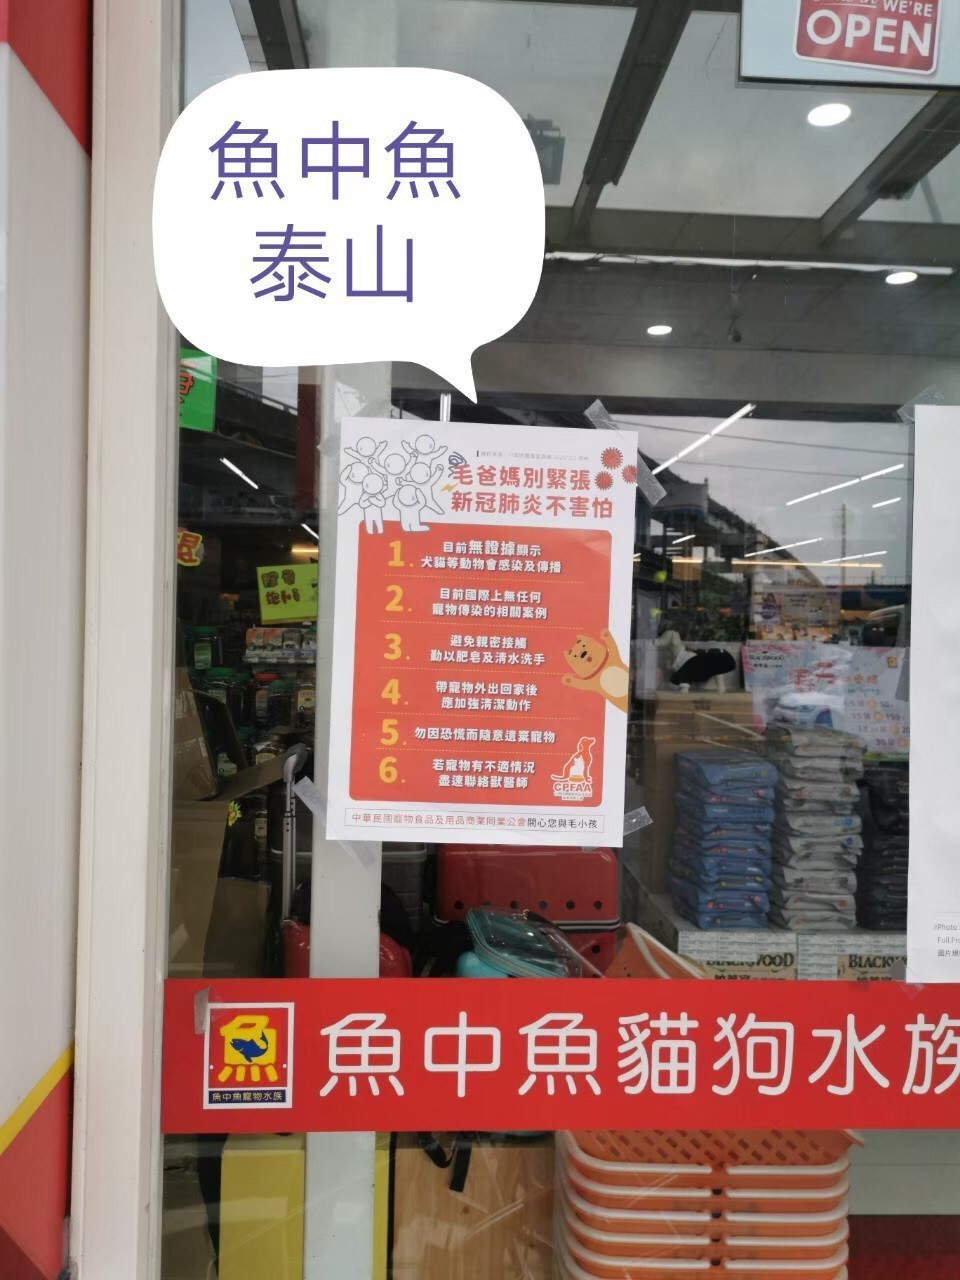 WE'RE
OPEN
魚中魚
泰山
毛爸媽別緊張
新冠肺炎不害怕
1.
目前無證據顯示
犬貓等動物會感染及傳播
2.
目前國際上無任何
寵物傳染的相關案例
3.
避免親密接觸
勤以肥皂及清水洗手
4.
帶寵物外出回家後
應加強清潔動作
5.
勿因恐慌而隨意遺棄寵物
6.
若寵物有不適情況
盡速聯絡獸醫師
CPFAA
中華民國寵物食品及用品商業同業公會關心您與毛小孩
BLACKWOOD
魚中魚寵物水族
魚中魚貓狗水族